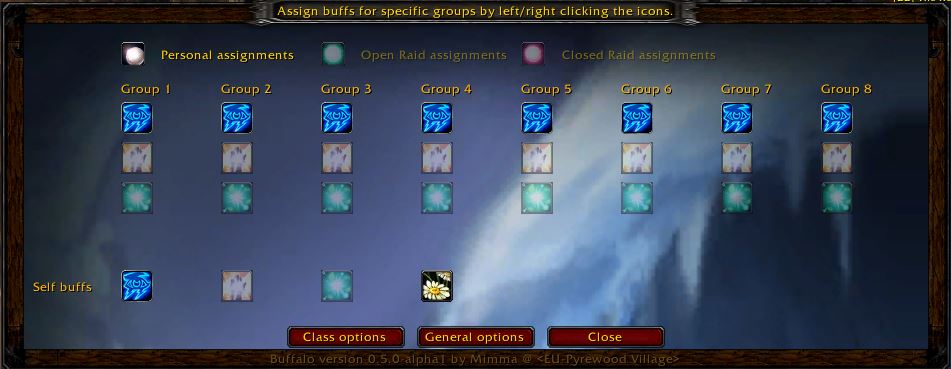 Assign buffs for specific groups by left/right clicking the icons.
Personal assignments Open Raid assignments Closed Raid assignments
Group 1 Group 2 Group 3 Group 4 Group 5 Group 6 Group 7 Group 8
Self buffs
Class options General options Close
Buffalo version 0.5.0-alpha1 by Mimma @ <EU-Pyrewood Village>